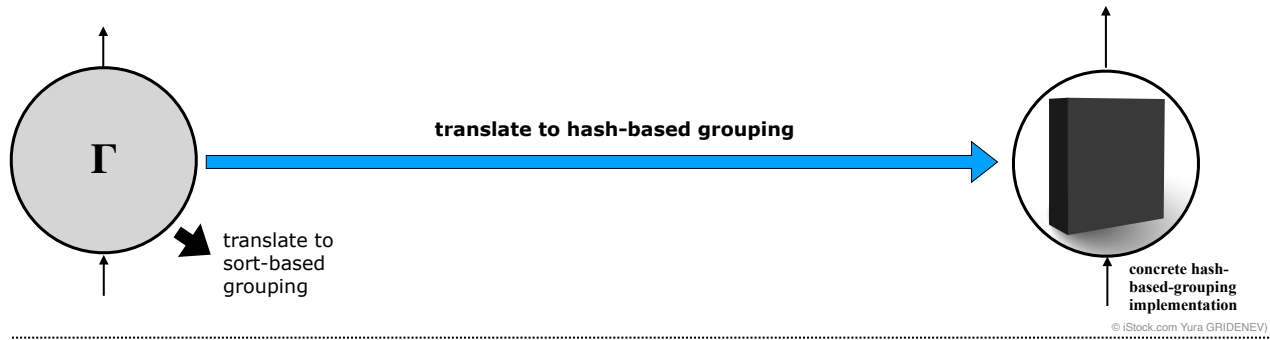 translate to hash-based grouping
Γ
translate to
sort-based
grouping
concrete hash-
based-grouping
implementation
© iStock.com Yura GRIDENEV)